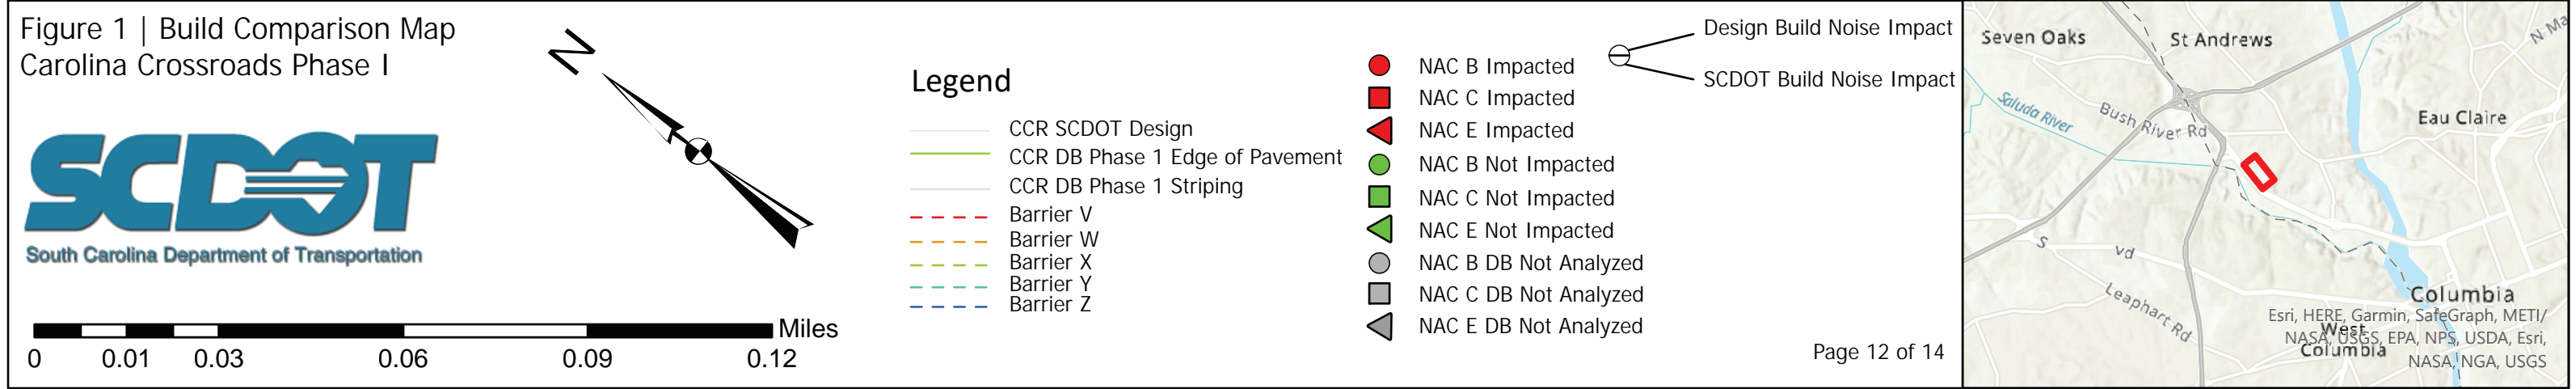 Figure 1 | Build Comparison Map
Carolina Crossroads Phase I
SCDOT
South Carolina Department of Transportation
N
Miles
0 0.01 0.03 0.06 0.09 0.12
Legend
CCR SCDOT Design
CCR DB Phase 1 Edge of Pavement
CCR DB Phase 1 Striping
Barrier V
Barrier W
Barrier X
Barrier Y
Barrier Z
NAC B Impacted
NAC C Impacted
NAC E Impacted
NAC B Not Impacted
NAC C Not Impacted
NAC E Not Impacted
NAC B DB Not Analyzed
NAC C DB Not Analyzed
NAC E DB Not Analyzed
Design Build Noise Impact
SCDOT Build Noise Impact
Page 12 of 14
Seven Oaks
St Andrews
N Ma
Saluda River
Bush River Rd
Eau Claire
S
vd
Leaphart Rd
Columbia
West
Columbia
Esri, HERE, Garmin, SafeGraph, METI/
NASA, USGS, EPA, NPS, USDA, Esri,
NASA, NGA, USGS